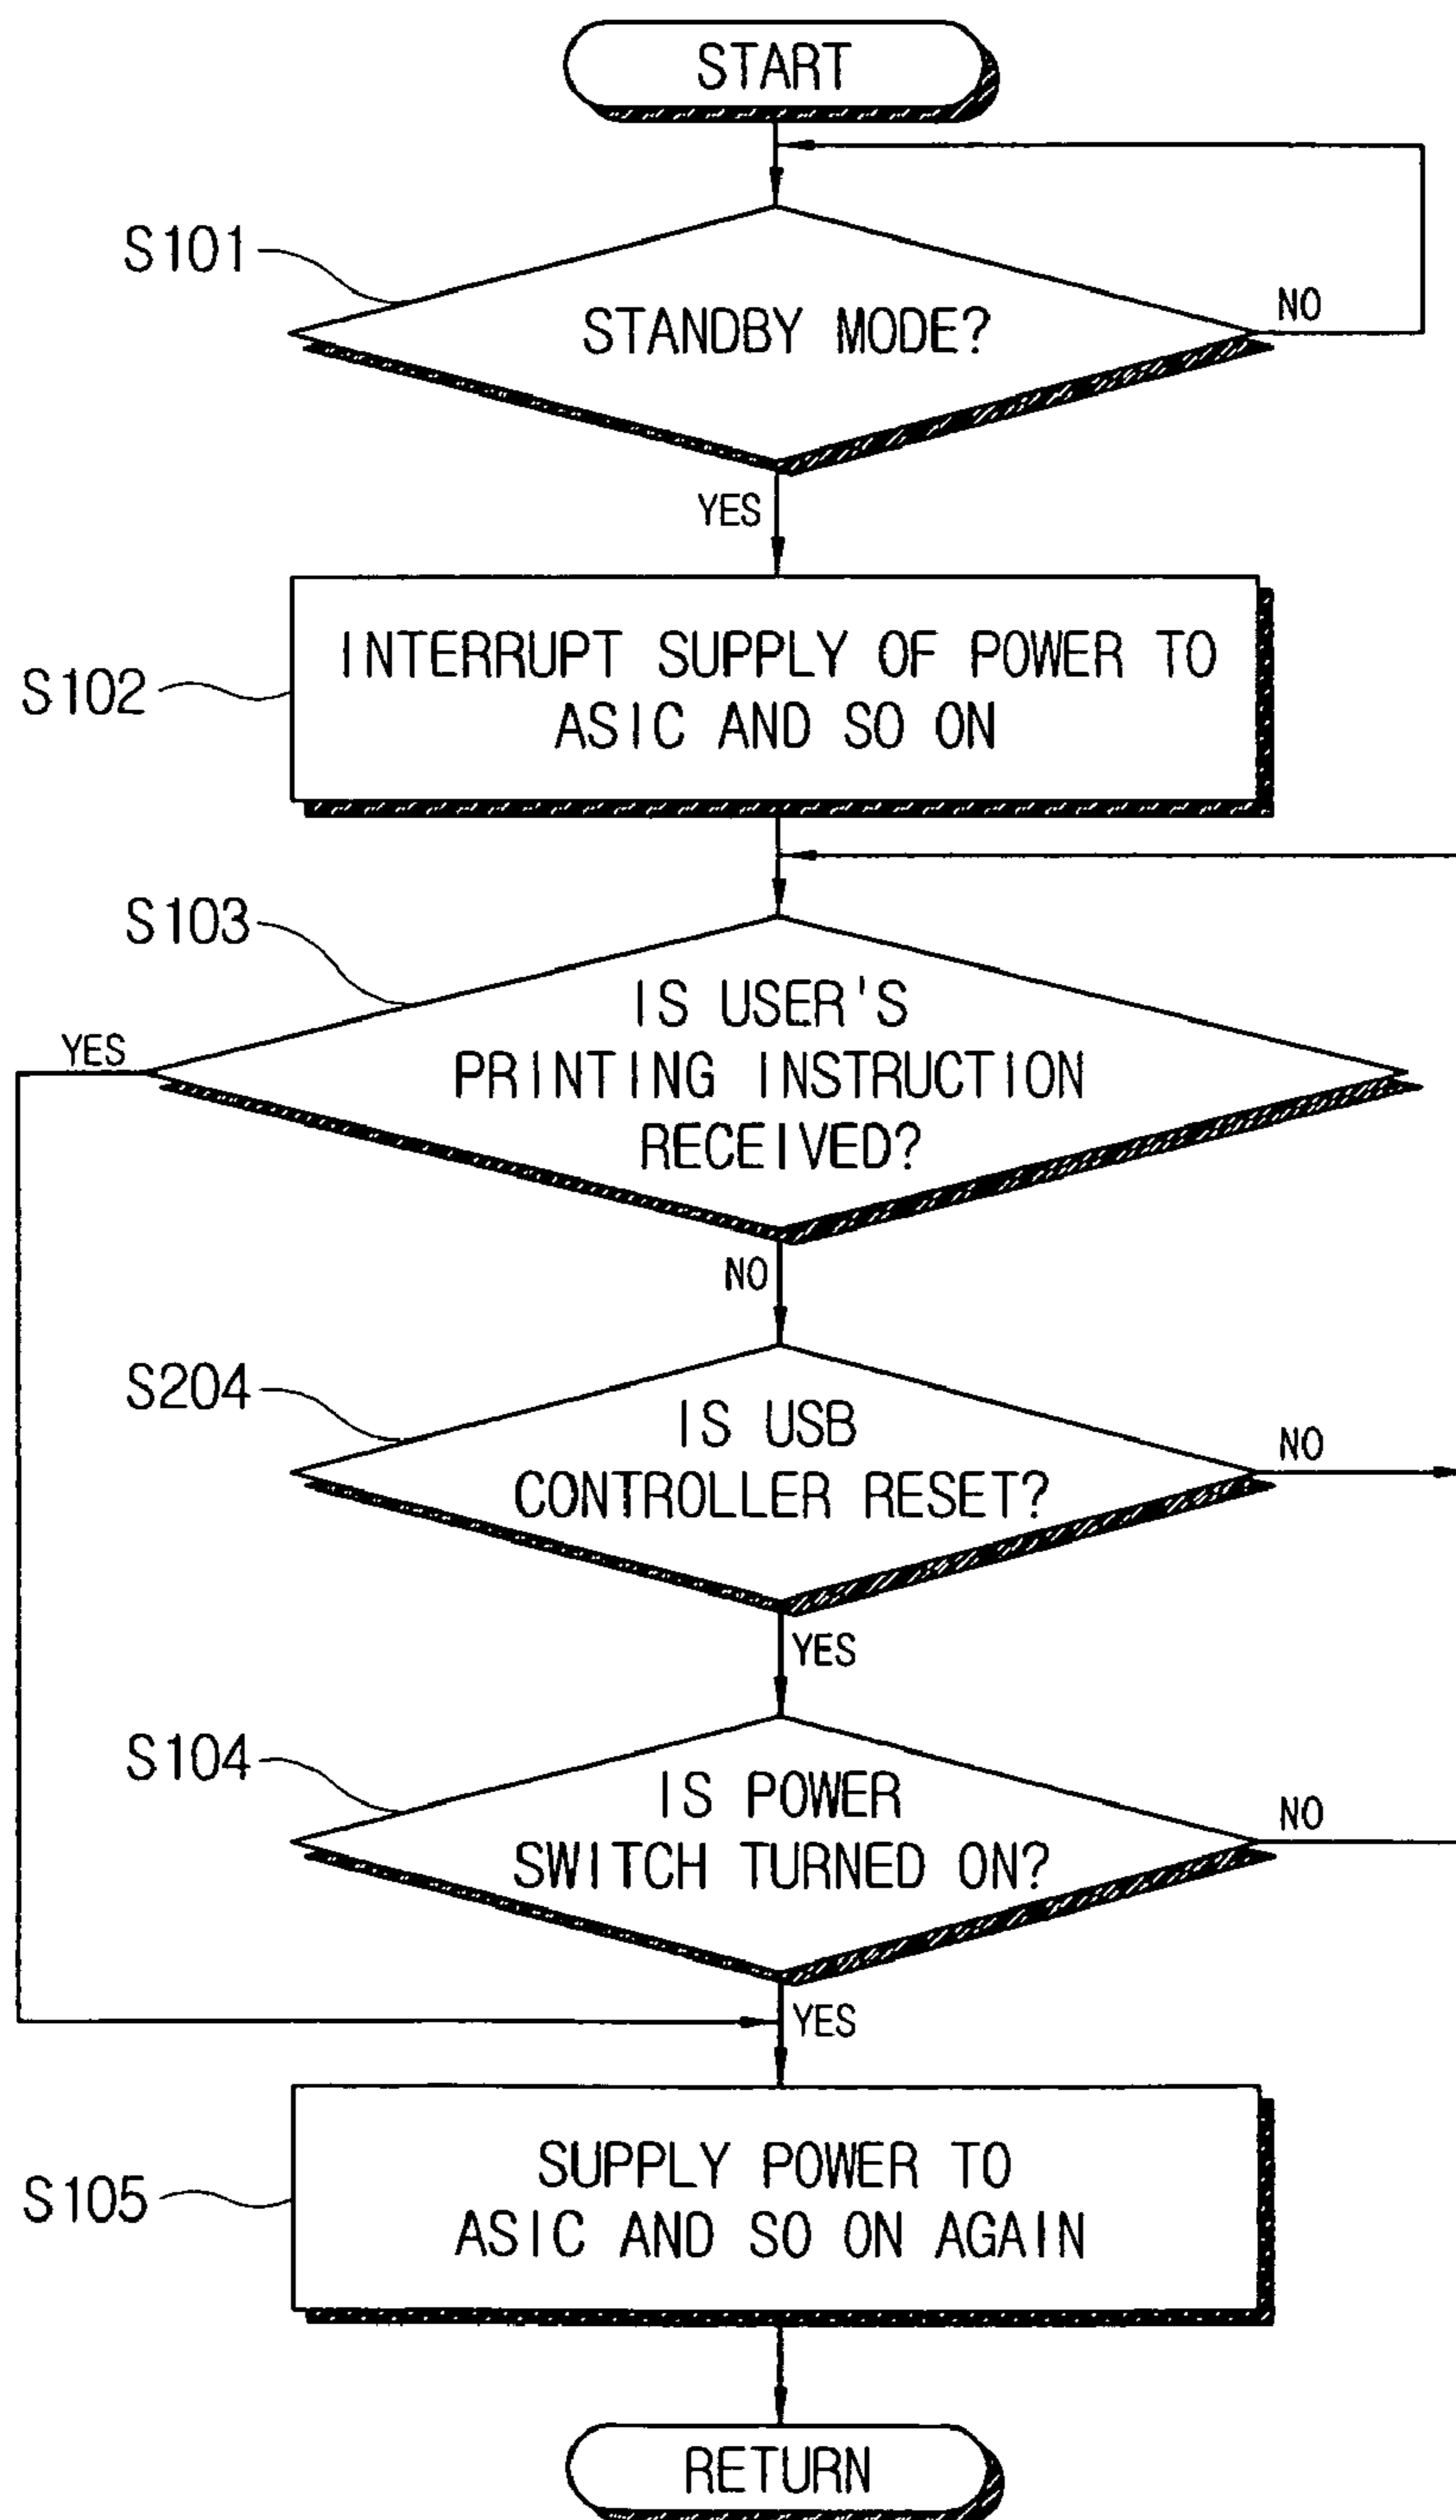 START
S101
STANDBY MODE?
NO
YES
S102
INTERRUPT SUPPLY OF POWER TO
ASIC AND SO ON
S103
IS USER'S
PRINTING INSTRUCTION
RECEIVED?
YES
NO
S204
IS USB
CONTROLLER RESET?
NO
YES
S104
IS POWER
SWITCH TURNED ON?
NO
YES
S105
SUPPLY POWER TO
ASIC AND SO ON AGAIN
RETURN